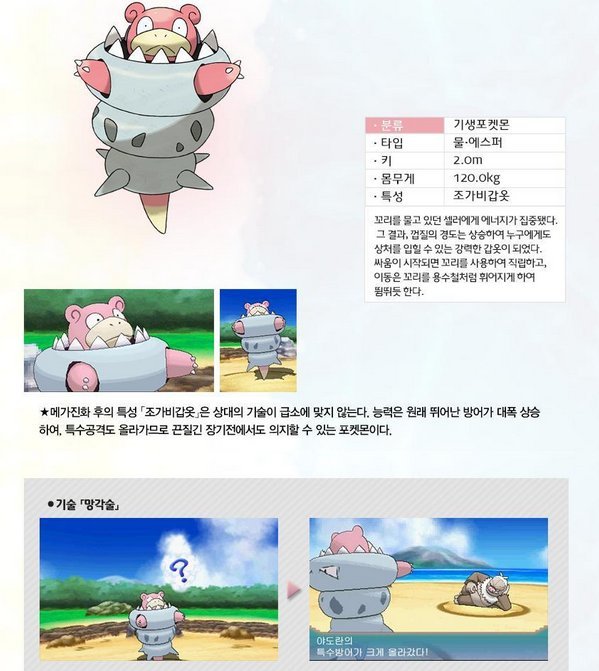 · 분류 기생포켓몬
· 타입 물·에스퍼
· 키 2.0m
· 몸무게 120.0kg
· 특성 조가비갑옷
꼬리를 물고 있던 셀러에게 에너지가 집중됐다.
그 결과, 껍질의 경도는 상승하여 누구에게도
상처를 입힐 수 있는 강력한 갑옷이 되었다.
싸움이 시작되면 꼬리를 사용하여 직립하고,
이동은 꼬리를 용수철처럼 휘어지게 하여
뜀뛰듯 한다.
★메가진화 후의 특성 「조가비갑옷」은 상대의 기술이 급소에 맞지 않는다. 능력은 원래 뛰어난 방어가 대폭 상승
하여, 특수공격도 올라가므로 끈질긴 장기전에서도 의지할 수 있는 포켓몬이다.
● 기술 「망각술」
?
야도란의
특수방어가 크게 올라갔다!